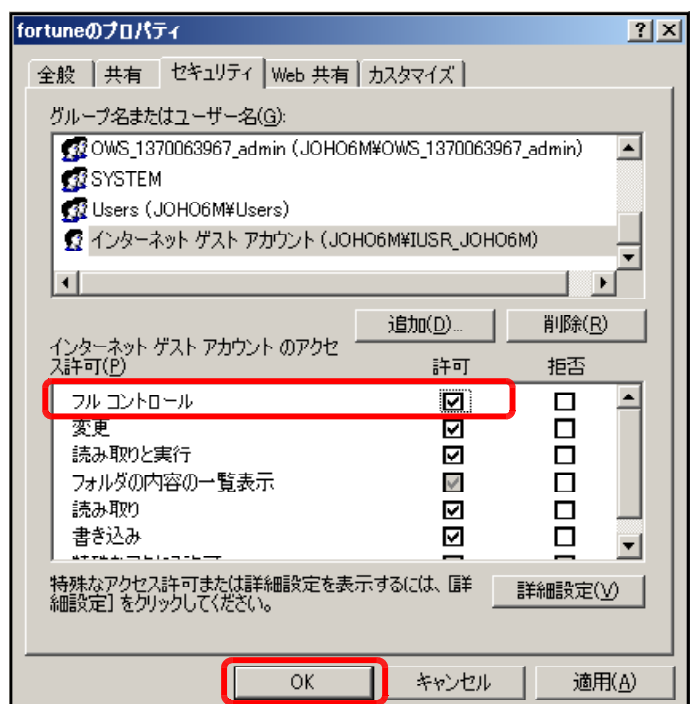 fortuneのプロパティ
全般 共有 セキュリティ Web 共有 カスタマイズ
グループ名またはユーザー名(G):
OWS_1370063967_admin (JOHO6M¥OWS_1370063967_admin)
SYSTEM
Users (JOHO6M¥Users)
インターネット ゲスト アカウント (JOHO6M¥IUSR_JOHO6M)
追加(D)... 削除(R)
インターネット ゲスト アカウント のアクセ
ス許可(P) 許可 拒否
フル コントロール
変更
読み取りと実行
フォルダの内容の一覧表示
読み取り
書き込み
特殊なアクセス許可または詳細設定を表示するには、[詳
細設定] をクリックしてください。
詳細設定(V)
OK キャンセル 適用(A)